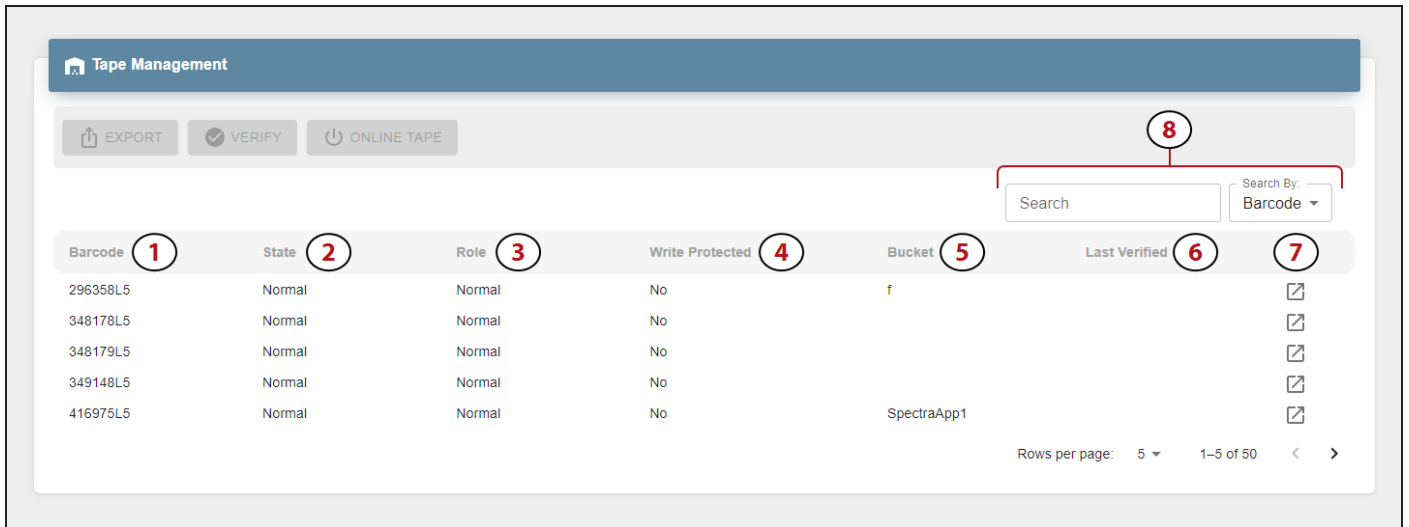 Tape Management
EXPORT VERIFY ONLINE TAPE
8
Search Search By: Barcode
Barcode 1 State 2 Role 3 Write Protected 4 Bucket 5 Last Verified 6 7
296358L5 Normal Normal No f
348178L5 Normal Normal No
348179L5 Normal Normal No
349148L5 Normal Normal No
416975L5 Normal Normal No SpectraApp1
Rows per page: 5 1–5 of 50